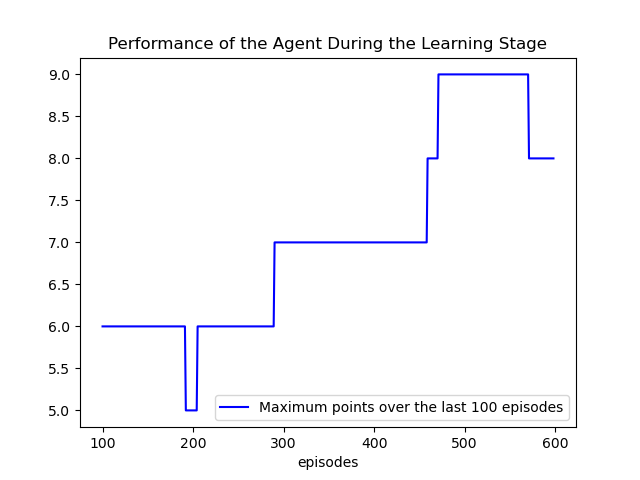 Performance of the Agent During the Learning Stage
9.0
8.5
8.0
7.5
7.0
6.5
6.0
5.5
5.0
Maximum points over the last 100 episodes
100 200 300 400 500 600
episodes